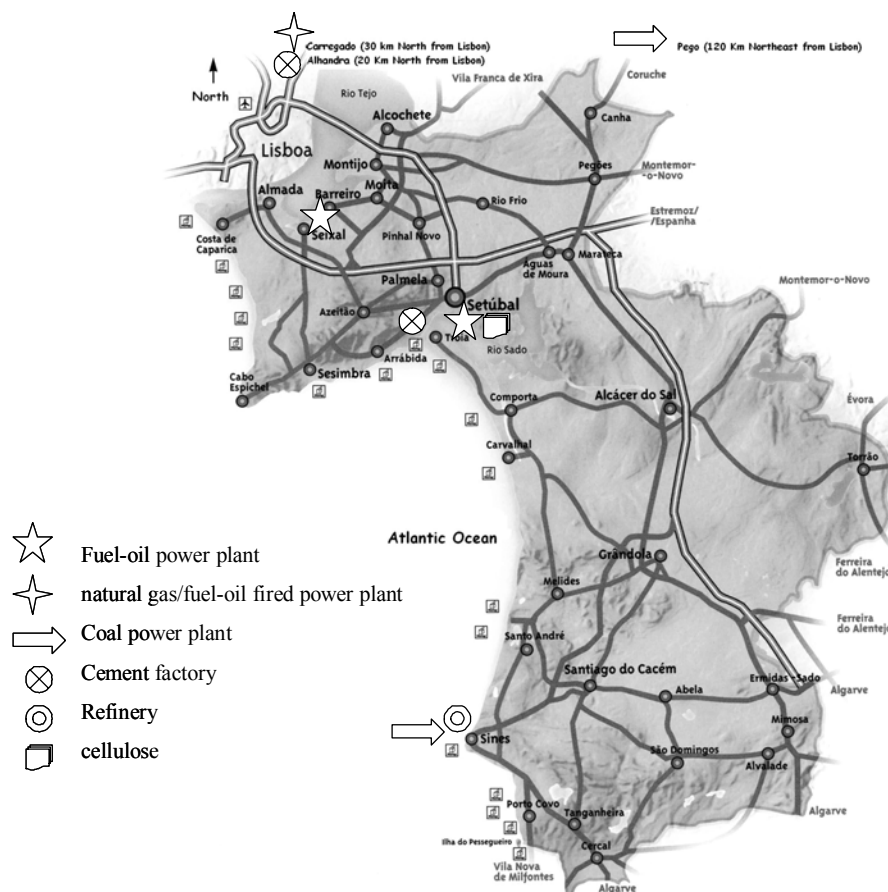 Carregado (30 km North from Lisbon)
Alhandra (20 Km North from Lisbon)
Pego (120 Km Northeast from Lisbon)
North
Rio Tejo
Vila Franca de Xira
Coruche
Alcochete
Canha
Lisboa
Montijo
Pegões
Montemor-
o-Novo
Almada
Barreiro
Moita
Rio Frio
Costa de
Caparica
Seixal
Pinhal Novo
Estremoz/
/Espanha
Águas
de Moura
Marateca
Palmela
Montemor-o-Novo
Azeitão
Setúbal
Troia
Rio Sado
Arrábida
Cabo
Espichel
Sesimbra
Comporta
Alcácer do Sal
Évora
Carvalhal
Torrão
Atlantic Ocean
Fuel-oil power plant
Grândola
Ferreira
do Alentejo
natural gas/fuel-oil fired power plant
Melides
Ferreira
do Alentejo
Coal power plant
Santo André
Cement factory
Santiago do Cacém
Ermidas-Sado
Abela
Algarve
Refinery
Mimosa
Sines
cellulose
São Domingos
Alvalade
Porto Covo
Tanganheira
Algarve
Ilha do Pessegueiro
Cercal
Vila Nova
de Milfontes
Algarve